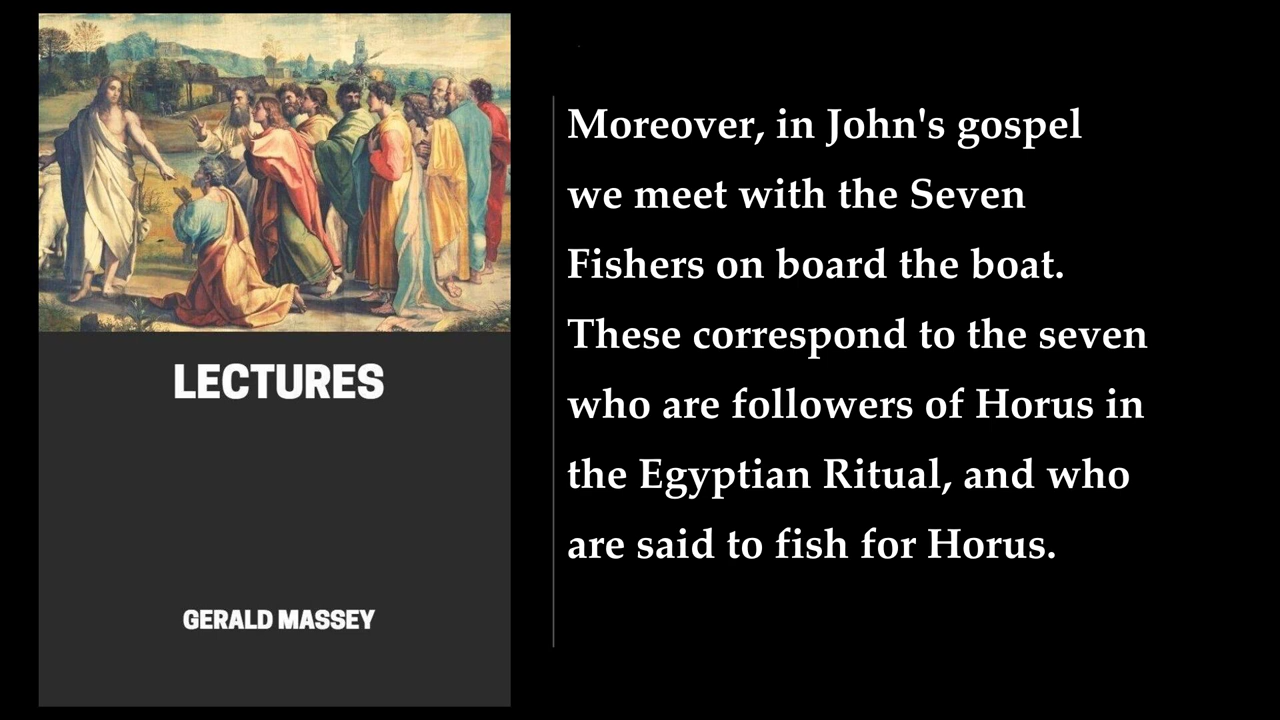 LECTURES
GERALD MASSEY
Moreover, in John's gospel
we meet with the Seven
Fishers on board the boat.
These correspond to the seven
who are followers of Horus in
the Egyptian Ritual, and who
are said to fish for Horus.